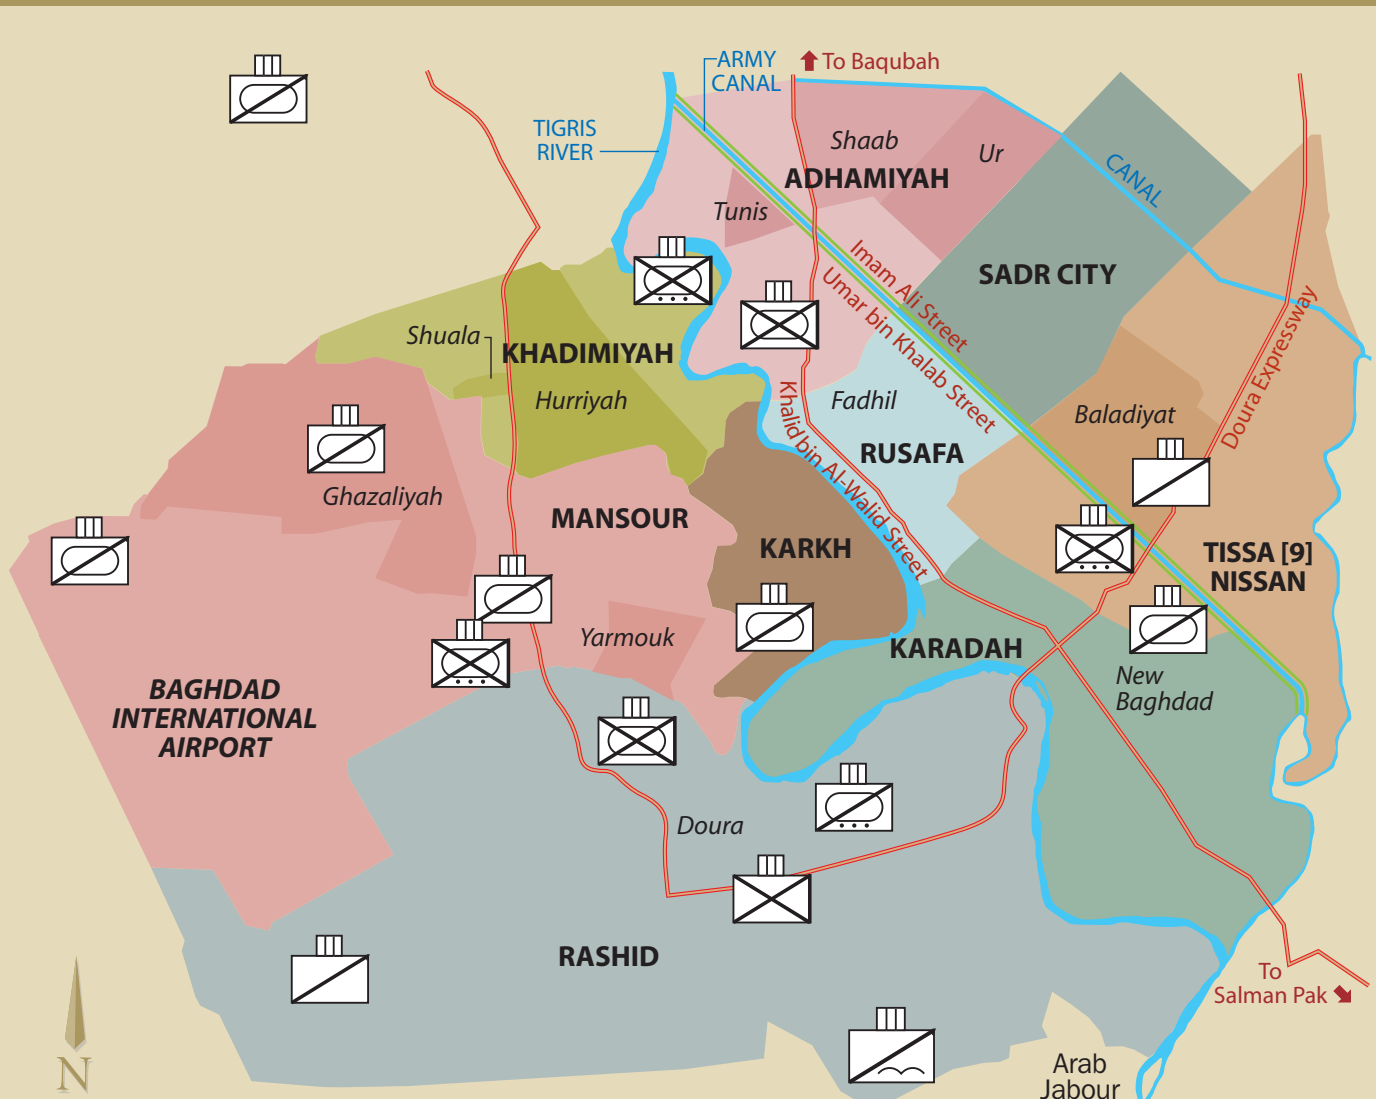 ARMY
CANAL
To Baqubah
TIGRIS
RIVER
Shaab
Ur
ADHAMIYAH
CANAL
Tunis
SADR CITY
Imam Ali Street
Umar bin Khalab Street
Doura Expressway
Shuala
KHADIMIYAH
Hurriyah
Khalid bin Al-Walid Street
Fadhil
Baladiyat
RUSAFA
Ghazaliyah
MANSOUR
KARKH
TISSA [9]
NISSAN
Yarmouk
KARADAH
New
Baghdad
BAGHDAD
INTERNATIONAL
AIRPORT
Doura
RASHID
To
Salman Pak
Arab
Jabour
N